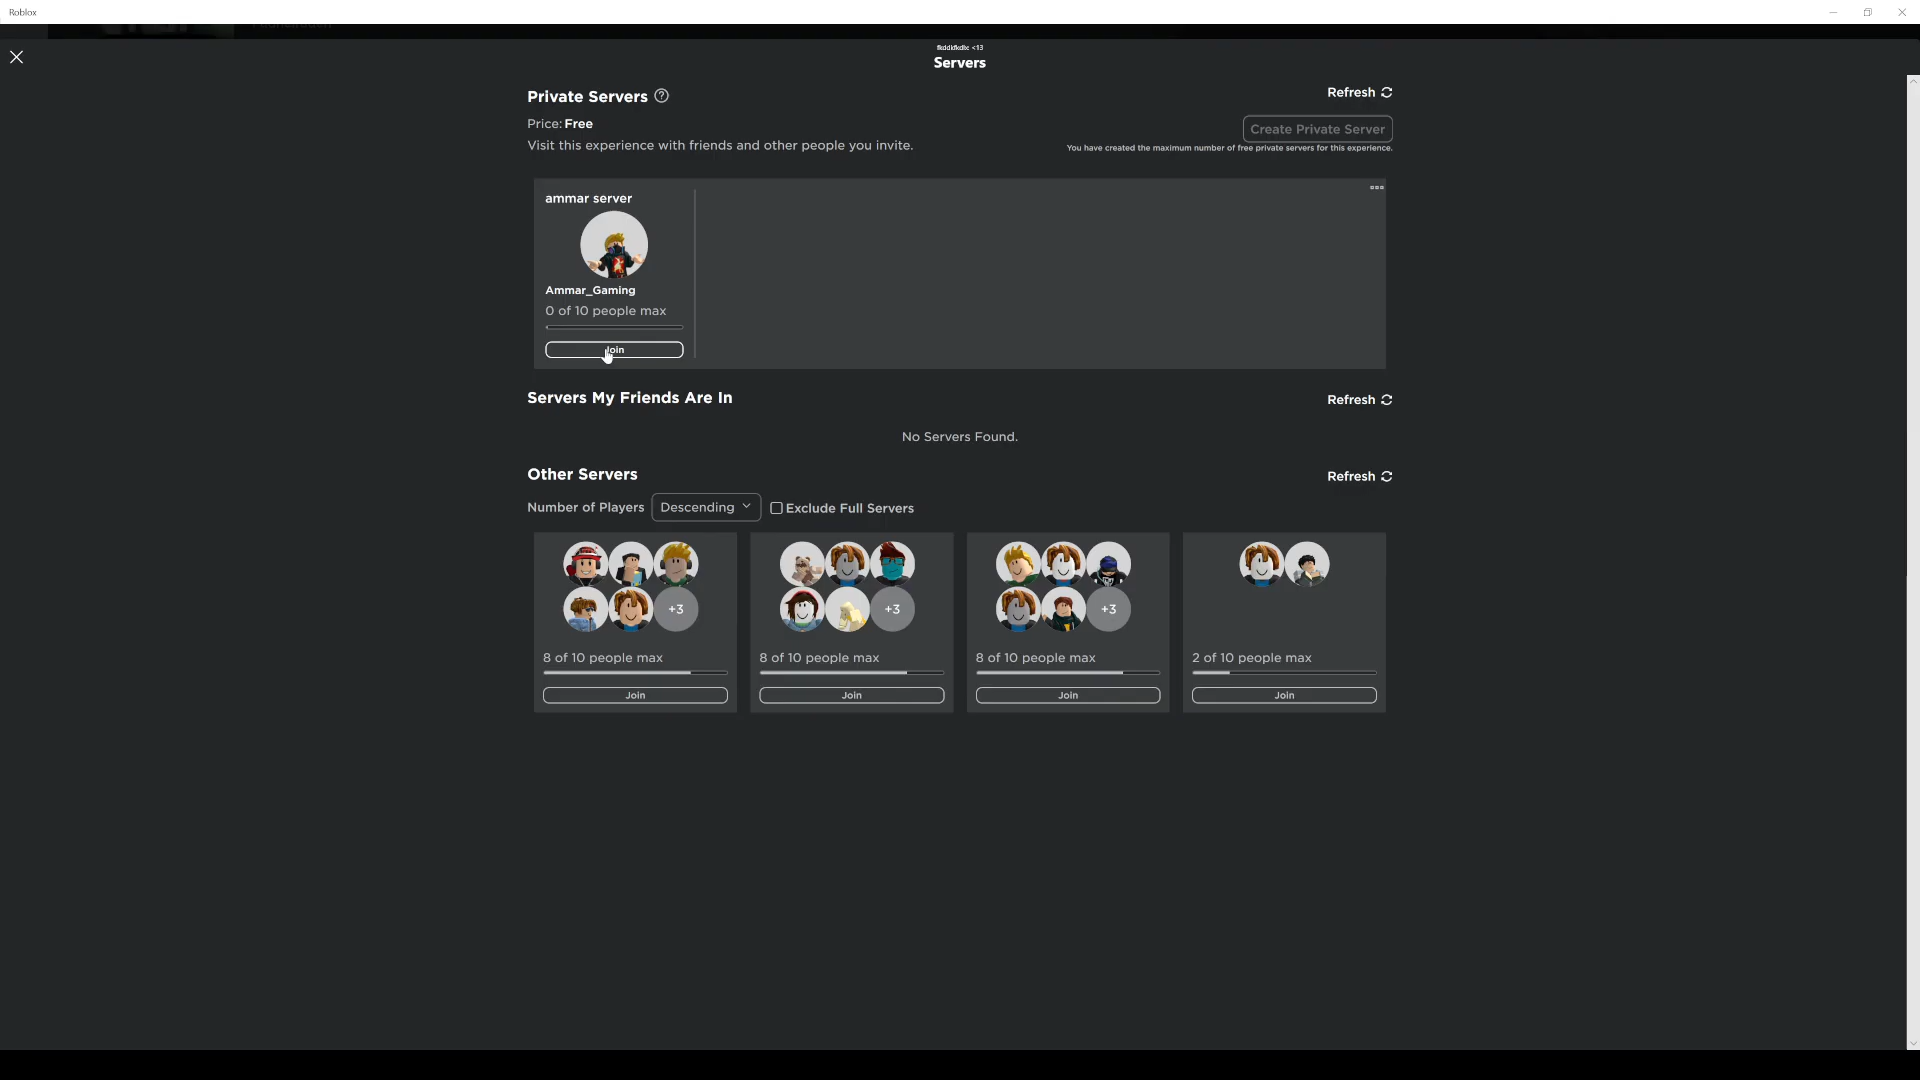 Roblox
Servers
Private Servers
Refresh
Price: Free
Create Private Server
Visit this experience with friends and other people you invite.
You have created the maximum number of free private servers for this experience.
ammar server
Ammar_Gaming
0 of 10 people max
Join
Servers My Friends Are In
Refresh
No Servers Found.
Other Servers
Refresh
Number of Players Descending Exclude Full Servers
+3 +3 +3
8 of 10 people max 8 of 10 people max 8 of 10 people max 2 of 10 people max
Join Join Join Join